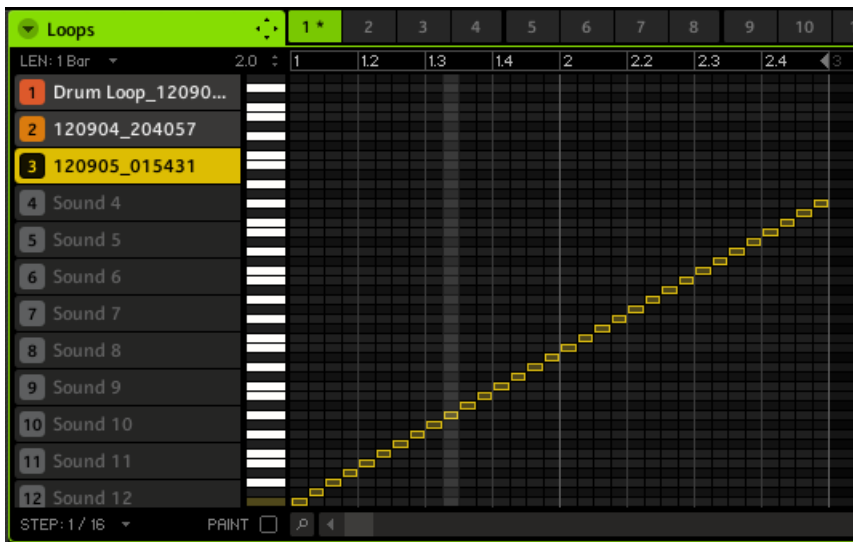 Loops 1* 2 3 4 5 6 7 8 9 10
LEN: 1 Bar 2.0 1 1.2 1.3 1.4 2 2.2 2.3 2.4 3
1 Drum Loop_12090...
2 120904_204057
3 120905_015431
4 Sound 4
5 Sound 5
6 Sound 6
7 Sound 7
8 Sound 8
9 Sound 9
10 Sound 10
11 Sound 11
12 Sound 12
STEP: 1 / 16 PAINT